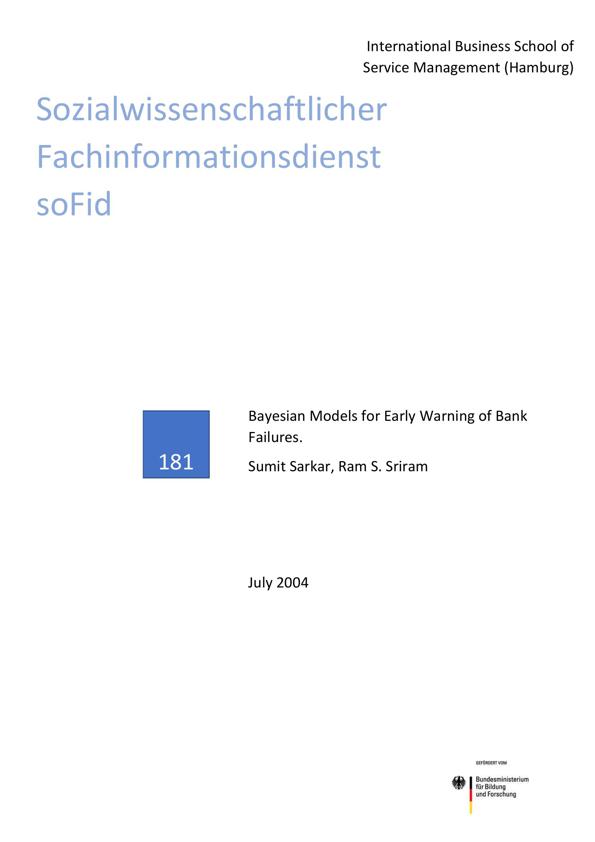 International Business School of
Service Management (Hamburg)
Sozialwissenschaftlicher
Fachinformationsdienst
soFid
181
Bayesian Models for Early Warning of Bank
Failures.
Sumit Sarkar, Ram S. Sriram
July 2004
GEFÖRDERT VOM
Bundesministerium
für Bildung
und Forschung